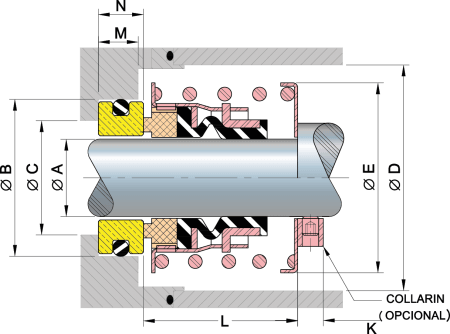 N
M
Ø B
Ø C
Ø A
Ø E
Ø D
L
COLLARIN
( OPCIONAL)
K